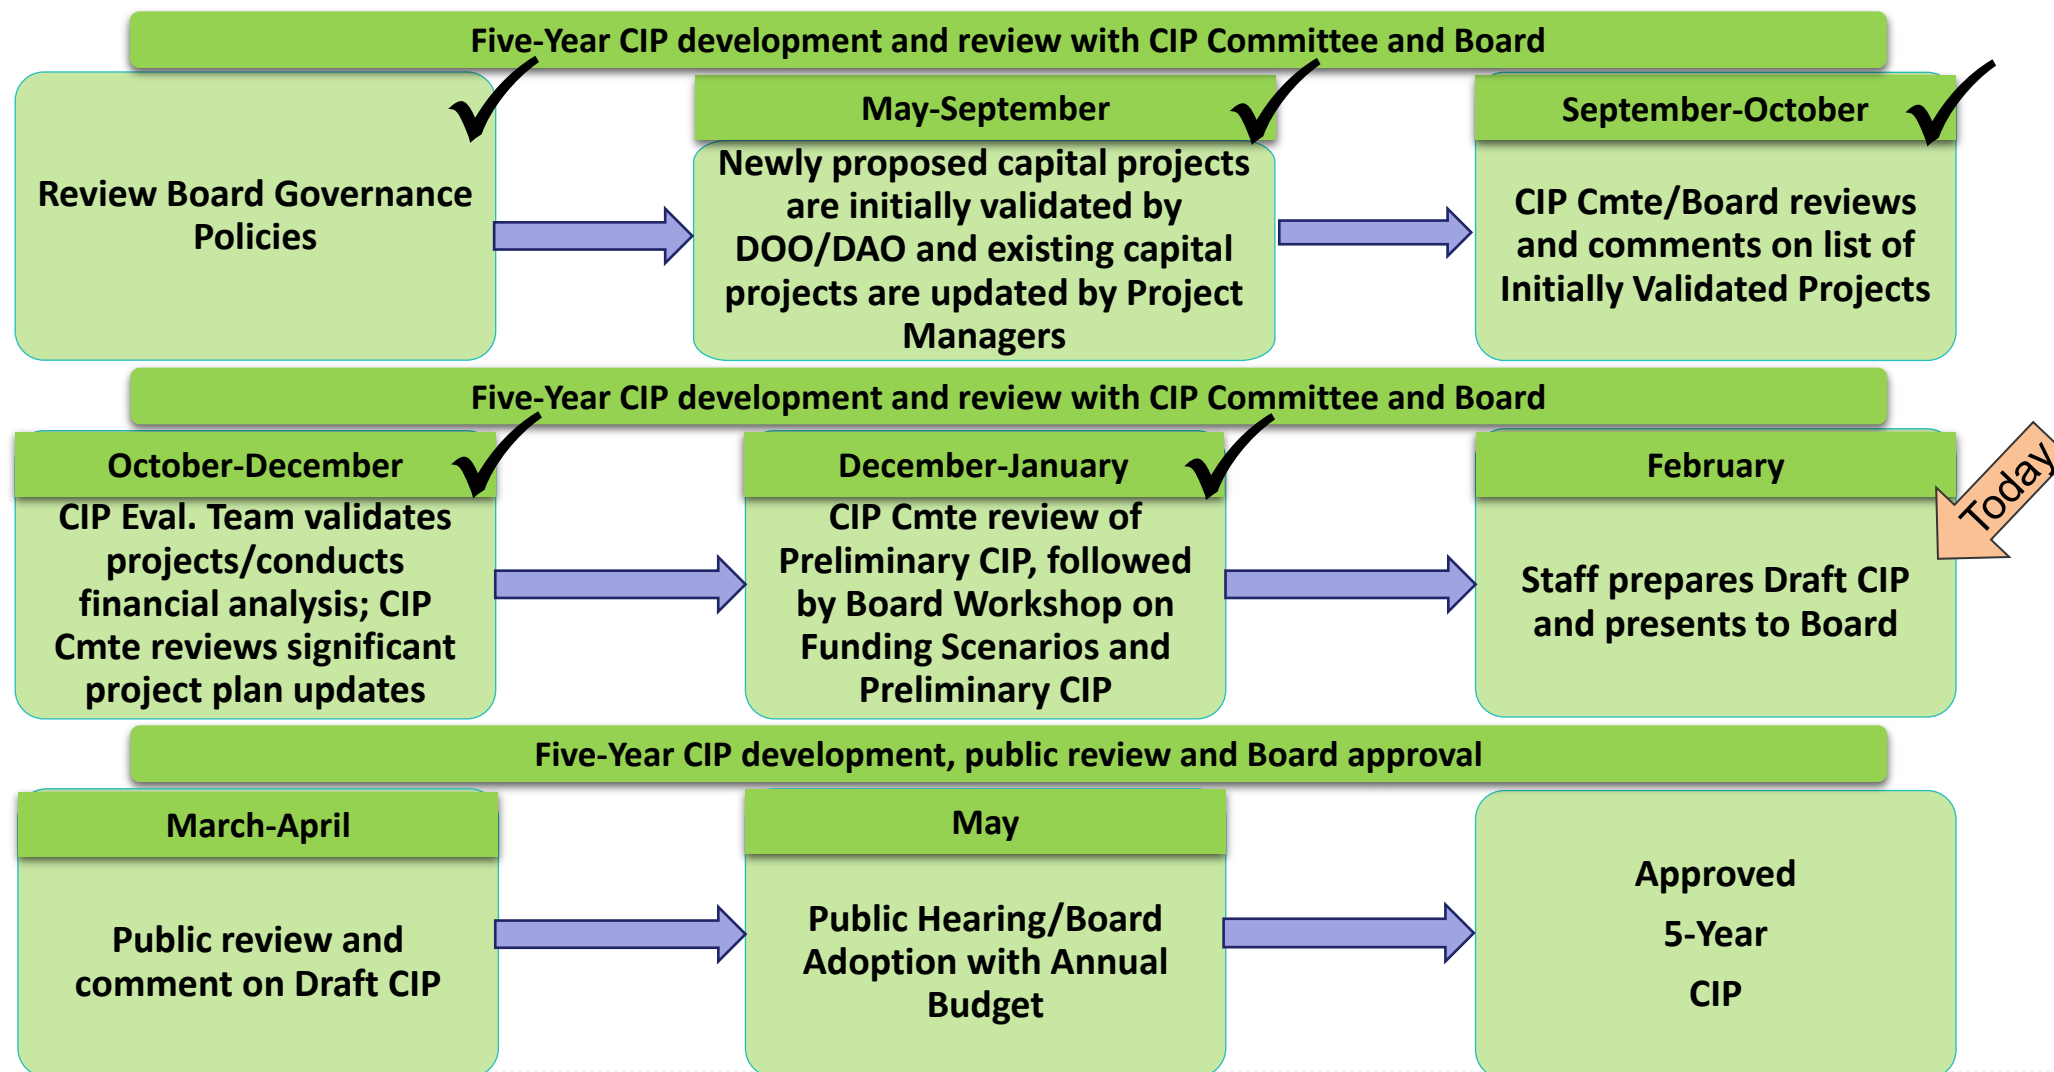 Five-Year CIP development and review with CIP Committee and Board
Review Board Governance
Policies
May-September
Newly proposed capital projects
are initially validated by
DOO/DAO and existing capital
projects are updated by Project
Managers
September-October
CIP Cmte/Board reviews
and comments on list of
Initially Validated Projects
Five-Year CIP development and review with CIP Committee and Board
October-December
CIP Eval. Team validates
projects/conducts
financial analysis; CIP
Cmte reviews significant
project plan updates
December-January
CIP Cmte review of
Preliminary CIP, followed
by Board Workshop on
Funding Scenarios and
Preliminary CIP
February
Staff prepares Draft CIP
and presents to Board
Today
Five-Year CIP development, public review and Board approval
March-April
Public review and
comment on Draft CIP
May
Public Hearing/Board
Adoption with Annual
Budget
Approved
5-Year
CIP